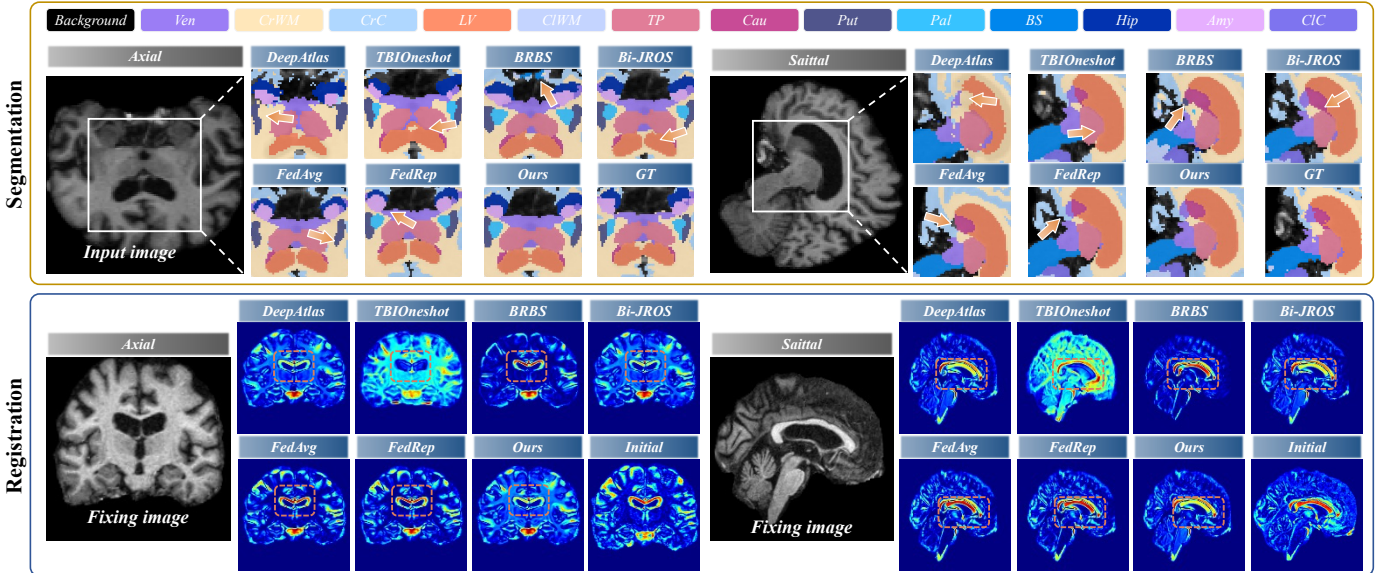 Background Ven CrWM CrC LV ClWM TP Cau Put Pal BS Hip Amy ClC
Segmentation
Axial DeepAtlas TBIOneshot BRBS Bi-JROS Saittal DeepAtlas TBIOneshot BRBS Bi-JROS
FedAvg FedRep Ours GT FedAvg FedRep Ours GT
Input image
Registration
DeepAtlas TBIOneshot BRBS Bi-JROS DeepAtlas TBIOneshot BRBS Bi-JROS
Axial Saittal
FedAvg FedRep Ours Initial FedAvg FedRep Ours Initial
Fixing image Fixing image